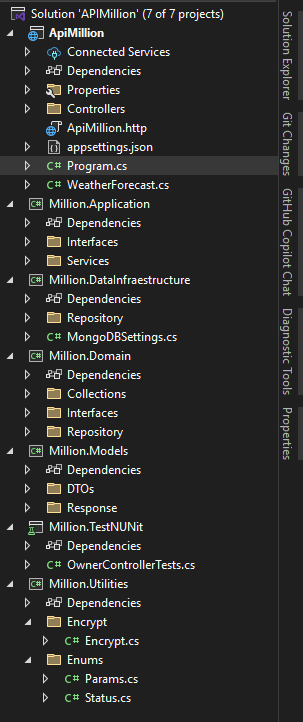 Solution 'APIMillion' (7 of 7 projects)
ApiMillion
Connected Services
Dependencies
Properties
Controllers
ApiMillion.http
appsettings.json
C# Program.cs
C# WeatherForecast.cs
C# Million.Application
Dependencies
Interfaces
Services
C# Million.DataInfraestructure
Dependencies
Repository
C# MongoDBSettings.cs
C# Million.Domain
Dependencies
Collections
Interfaces
Repository
C# Million.Models
Dependencies
DTOs
Response
Million.TestNUNit
Dependencies
C# OwnerControllerTests.cs
C# Million.Utilities
Dependencies
Encrypt
C# Encrypt.cs
Enums
C# Params.cs
C# Status.cs
Solution Explorer
Git Changes
GitHub Copilot Chat
Diagnostic Tools
Properties